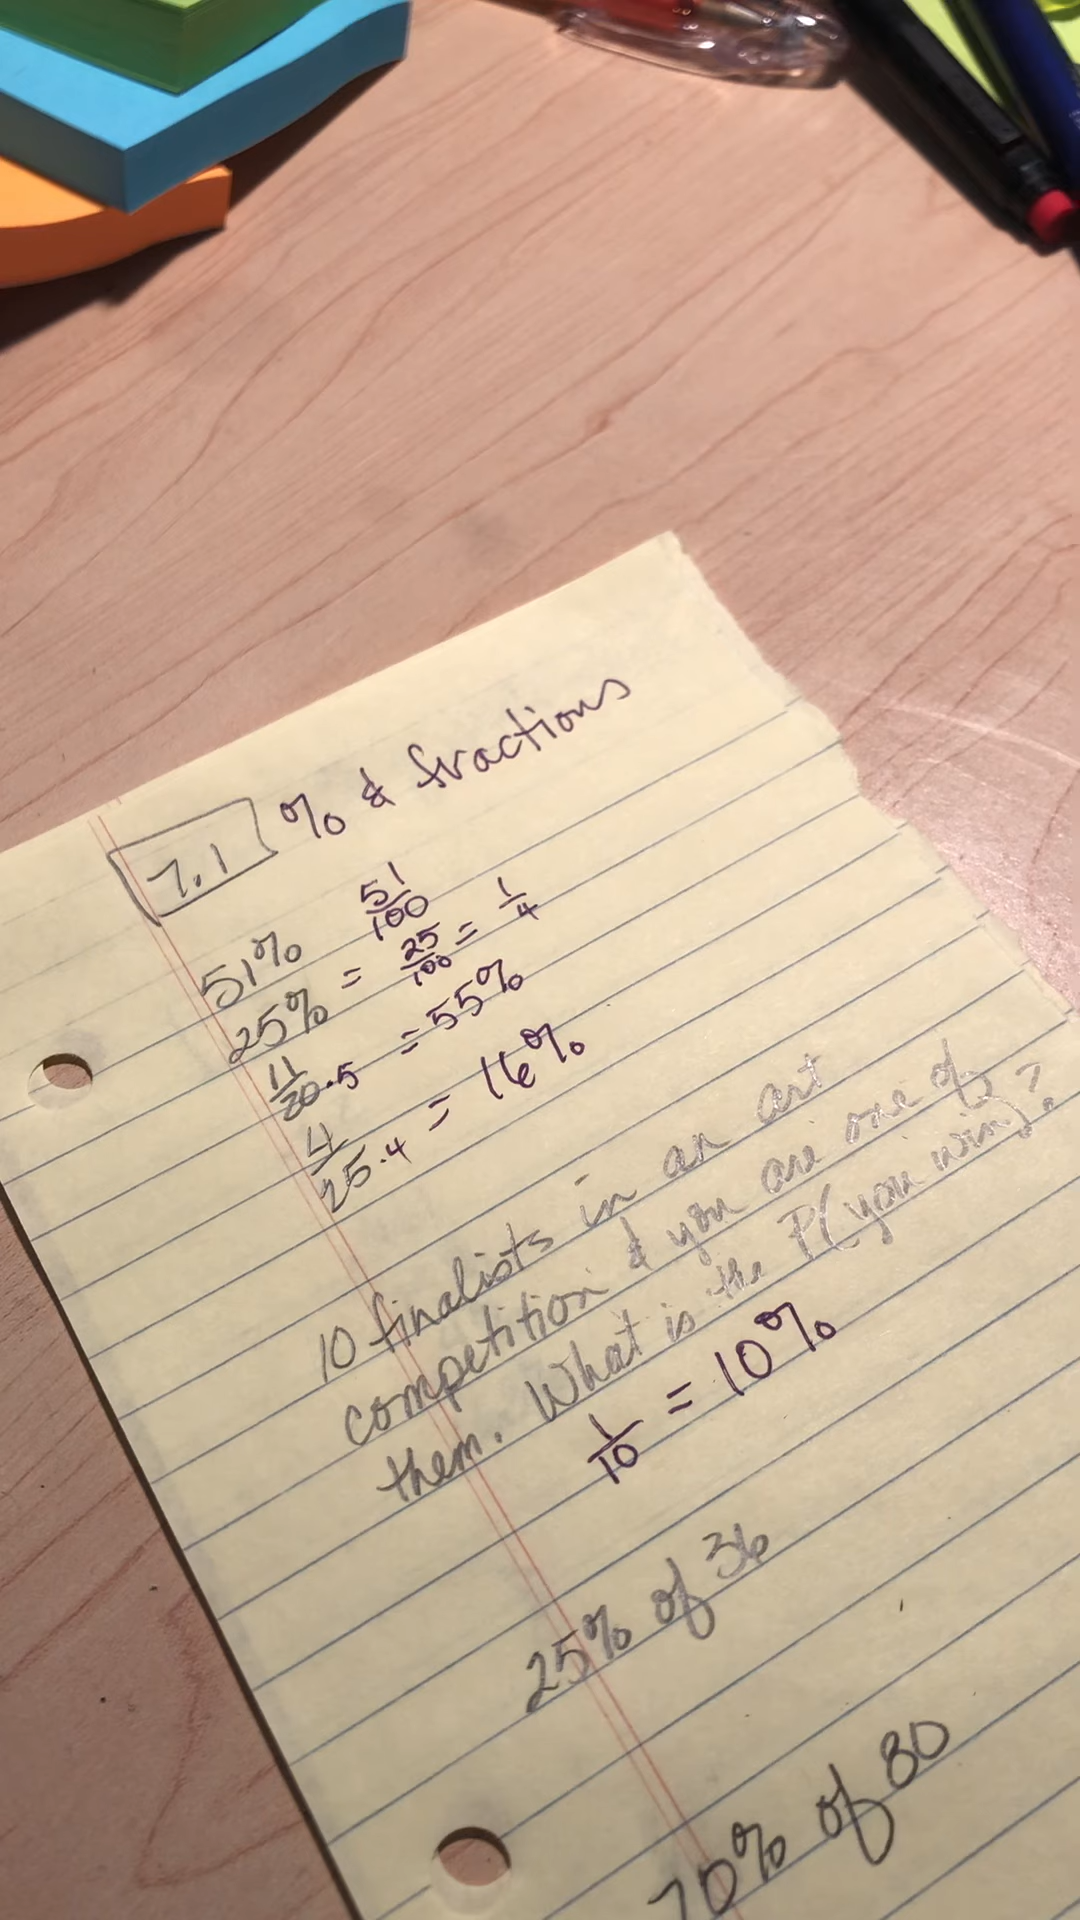 7.1 % & fractions
51% 51/100
25% = 25/100 = 1/4
11/20 · 5 = 55%
4/25 · 4 = 16%
10 finalists in an art
competition & you are one of
them. What is the P(you win)?
1/10 = 10%
25% of 36
70% of 80